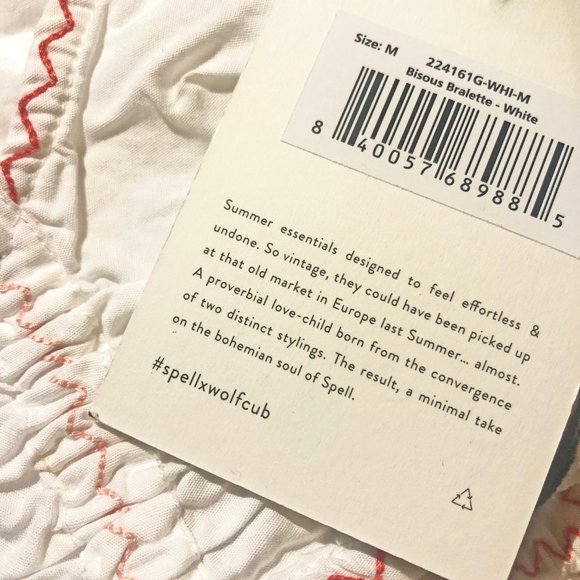 Size: M 224161G-WHI-M
Bisous Bralette - White
8 40057 68988 5
Summer essentials designed to feel effortless &
undone. So vintage, they could have been picked up
at that old market in Europe last Summer... almost.
A proverbial love-child born from the convergence
of two distinct stylings. The result, a minimal take
on the bohemian soul of Spell.
#spellxwolfcub